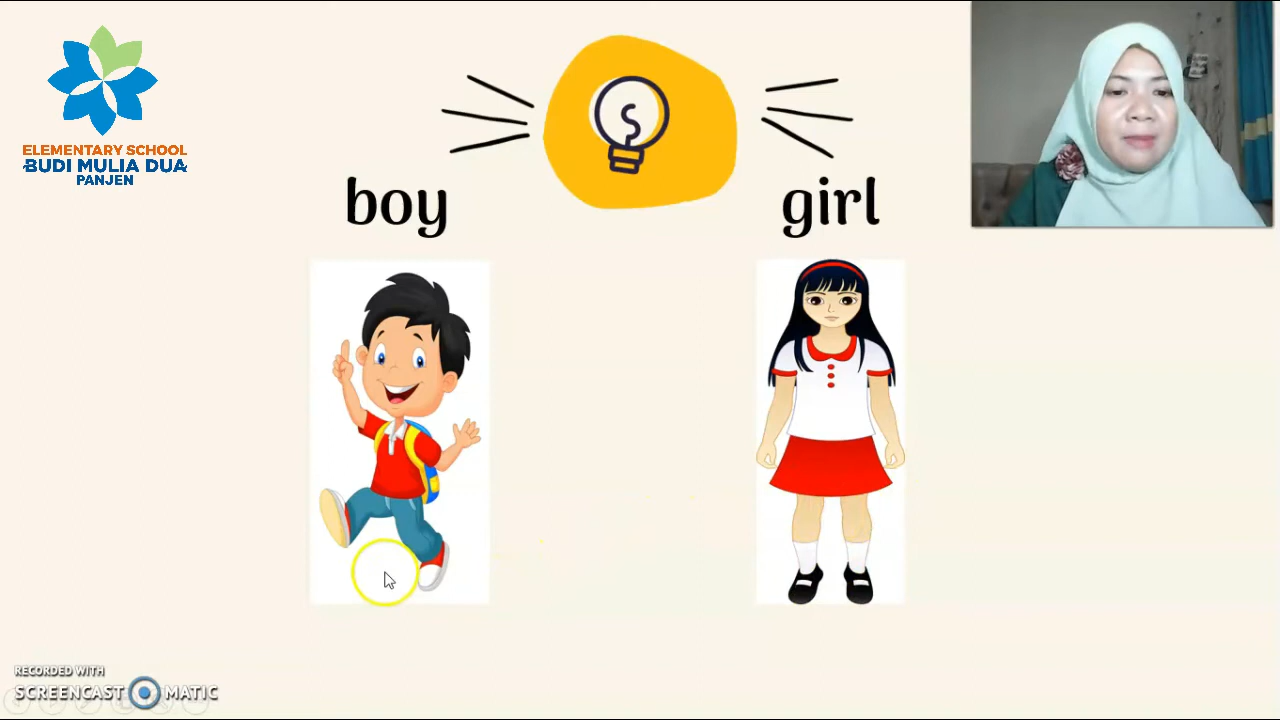 ELEMENTARY SCHOOL
BUDI MULIA DUA
PANJEN
boy
girl
RECORDED WITH
SCREENCAST MATIC